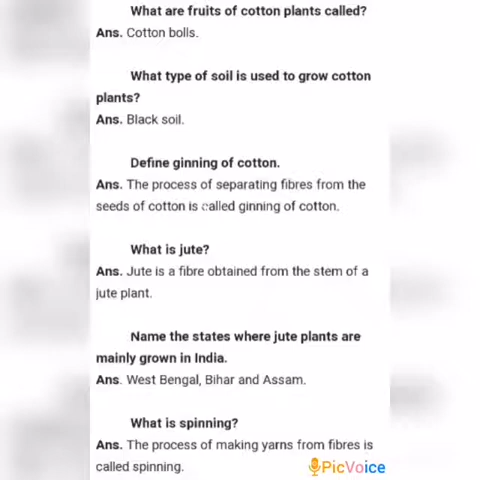 What are fruits of cotton plants called?
Ans. Cotton bolls.
What type of soil is used to grow cotton
plants?
Ans. Black soil.
Define ginning of cotton.
Ans. The process of separating fibres from the
seeds of cotton is called ginning of cotton.
What is jute?
Ans. Jute is a fibre obtained from the stem of a
jute plant.
Name the states where jute plants are
mainly grown in India.
Ans. West Bengal, Bihar and Assam.
What is spinning?
Ans. The process of making yarns from fibres is
called spinning.
PicVoice